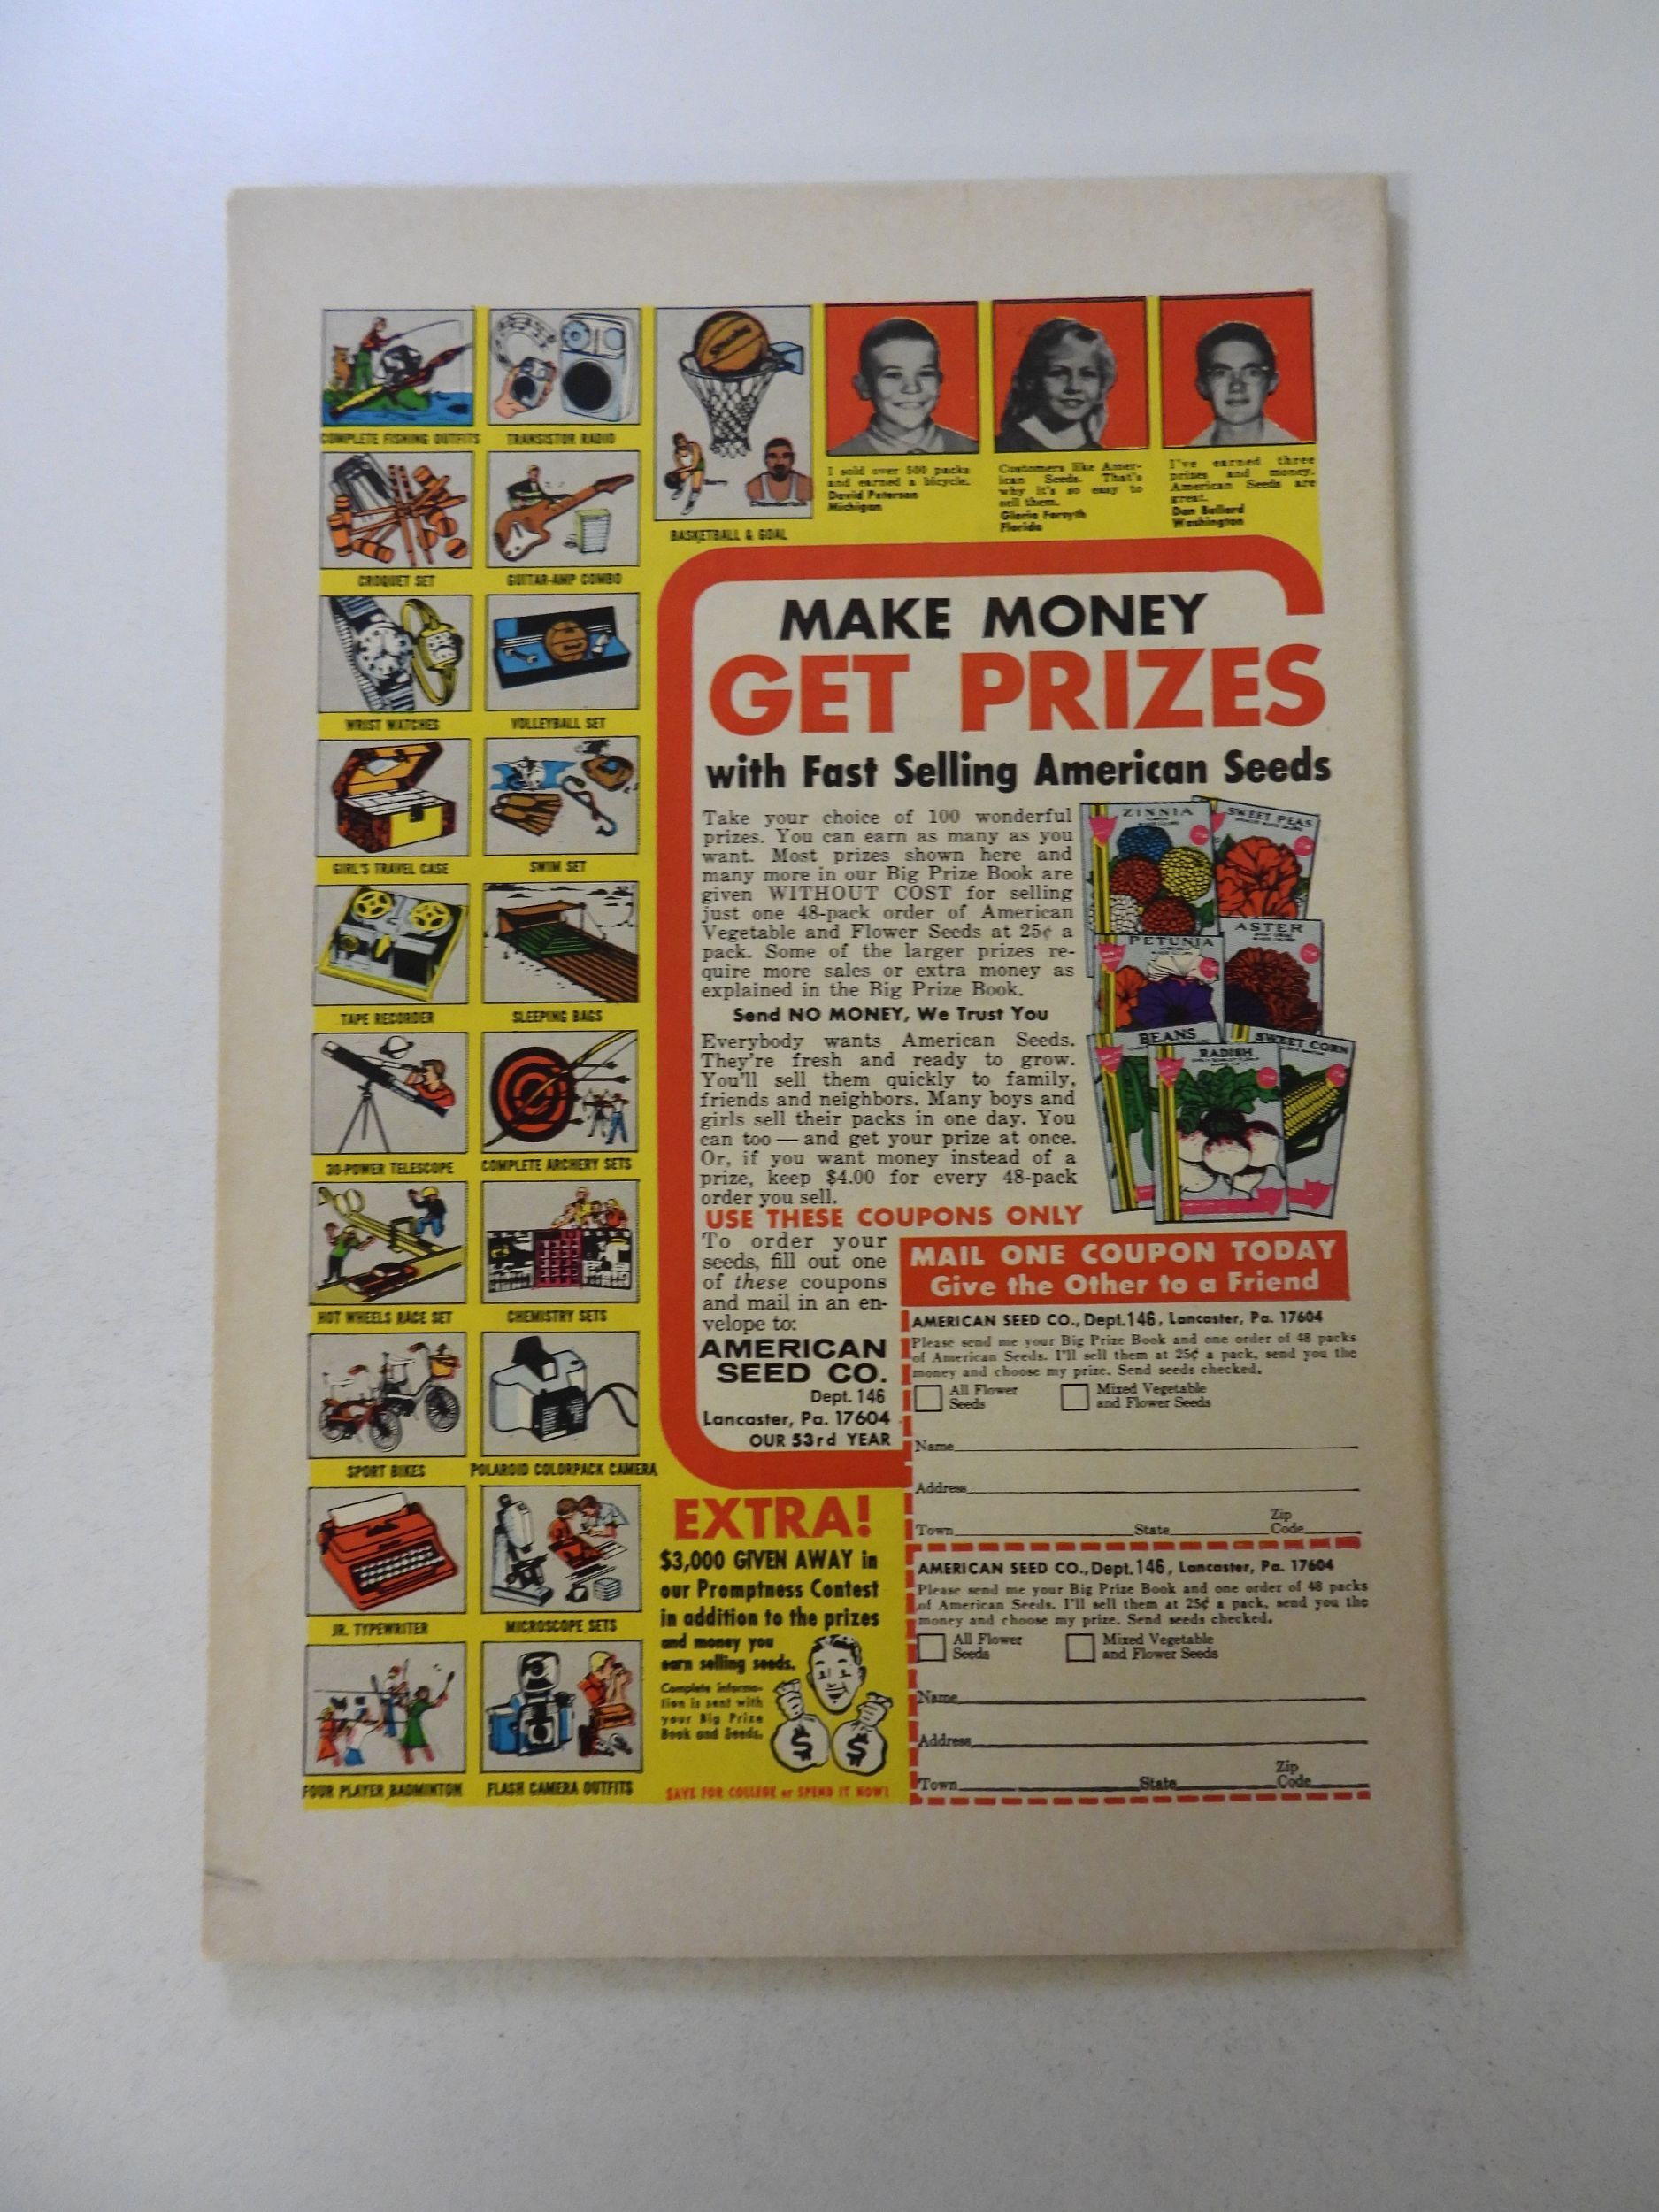 COMPLETE FISHING OUTFITS
TRANSISTOR RADIO
CROQUET SET
GUITAR-AMP COMBO
WRIST WATCHES
VOLLEYBALL SET
GIRL'S TRAVEL CASE
SWIM SET
TAPE RECORDER
SLEEPING BAGS
30-POWER TELESCOPE
COMPLETE ARCHERY SETS
HOT WHEELS RACE SET
CHEMISTRY SETS
SPORT BIKES
POLAROID COLORPACK CAMERA
JR. TYPEWRITER
MICROSCOPE SETS
FOUR PLAYER BADMINTON
FLASH CAMERA OUTFITS
Barry
Chamberlain
BASKETBALL & GOAL
I sold over 500 packs
and earned a bicycle.
David Peterson
Michigan
Customers like Amer-
ican Seeds. That's
why it's so easy to
sell them.
Gloria Forsyth
Florida
I've earned three
prizes and money.
American Seeds are
great.
Dan Ballard
Washington
MAKE MONEY
GET PRIZES
with Fast Selling American Seeds
Take your choice of 100 wonderful
prizes. You can earn as many as you
want. Most prizes shown here and
many more in our Big Prize Book are
given WITHOUT COST for selling
just one 48-pack order of American
Vegetable and Flower Seeds at 25¢ a
pack. Some of the larger prizes re-
quire more sales or extra money as
explained in the Big Prize Book.
Send NO MONEY, We Trust You
Everybody wants American Seeds.
They're fresh and ready to grow.
You'll sell them quickly to family,
friends and neighbors. Many boys and
girls sell their packs in one day. You
can too — and get your prize at once.
Or, if you want money instead of a
prize, keep $4.00 for every 48-pack
order you sell.
ZINNIA
SWEET PEAS
PETUNIA
ASTER
BEANS
RADISH
SWEET CORN
USE THESE COUPONS ONLY
To order your
seeds, fill out one
of these coupons
and mail in an en-
velope to:
AMERICAN
SEED CO.
Dept. 146
Lancaster, Pa. 17604
OUR 53rd YEAR
MAIL ONE COUPON TODAY
Give the Other to a Friend
AMERICAN SEED CO., Dept. 146, Lancaster, Pa. 17604
Please send me your Big Prize Book and one order of 48 packs
of American Seeds. I'll sell them at 25¢ a pack, send you the
money and choose my prize. Send seeds checked.
All Flower
Seeds
Mixed Vegetable
and Flower Seeds
Name
Address
Town State Zip Code
AMERICAN SEED CO., Dept. 146, Lancaster, Pa. 17604
Please send me your Big Prize Book and one order of 48 packs
of American Seeds. I'll sell them at 25¢ a pack, send you the
money and choose my prize. Send seeds checked.
All Flower
Seeds
Mixed Vegetable
and Flower Seeds
Name
Address
Town State Zip Code
EXTRA!
$3,000 GIVEN AWAY in
our Promptness Contest
in addition to the prizes
and money you
earn selling seeds.
Complete informa-
tion is sent with
your Big Prize
Book and Seeds.
$ $
SAVE FOR COLLEGE or SPEND IT NOW!